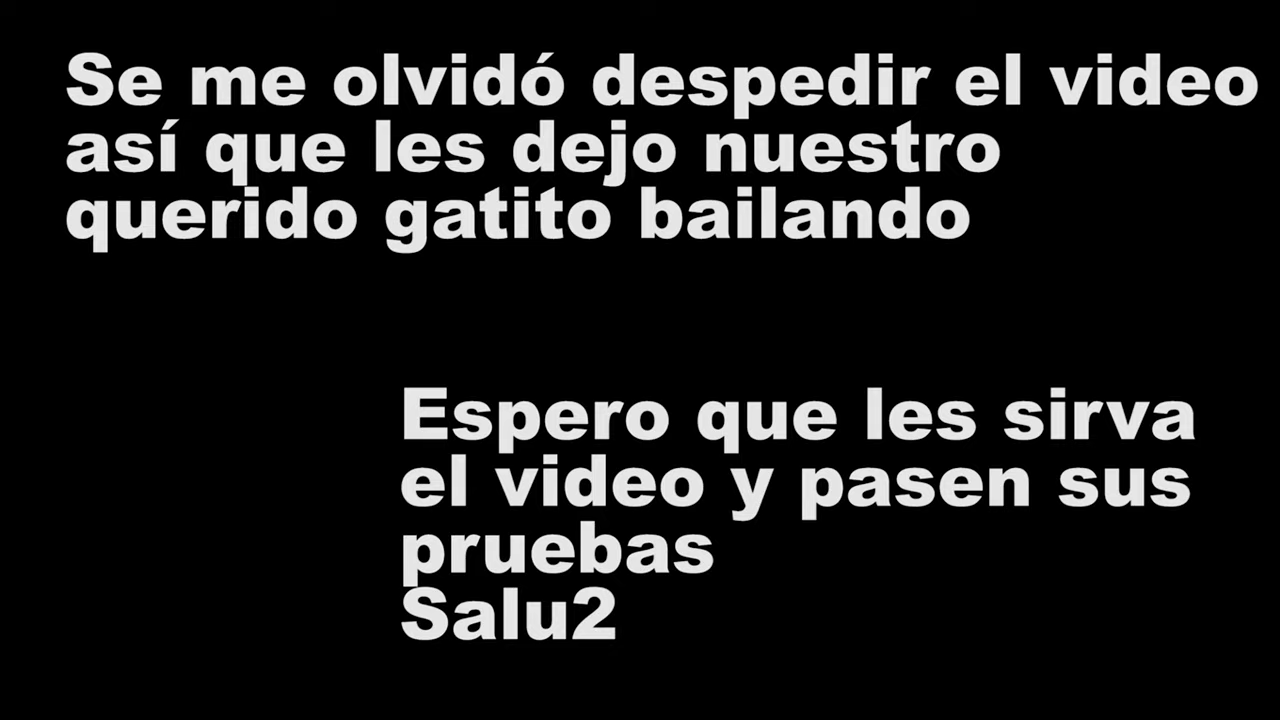 Se me olvidó despedir el video
así que les dejo nuestro
querido gatito bailando
Espero que les sirva
el video y pasen sus
pruebas
Salu2